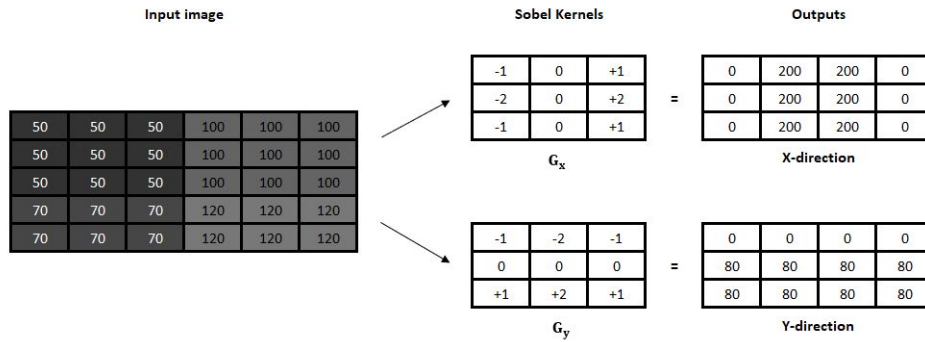 Input image
Sobel Kernels
Outputs
50 50 50 100 100 100
50 50 50 100 100 100
50 50 50 100 100 100
70 70 70 120 120 120
70 70 70 120 120 120
-1 0 +1
-2 0 +2
-1 0 +1
Gx
=
0 200 200 0
0 200 200 0
0 200 200 0
X-direction
-1 -2 -1
0 0 0
+1 +2 +1
Gy
=
0 0 0 0
80 80 80 80
80 80 80 80
Y-direction